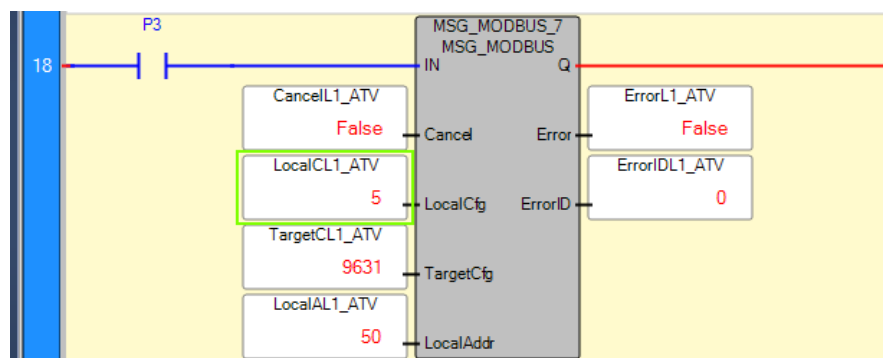 P3
18
MSG_MODBUS_7
MSG_MODBUS
IN Q
CancelL1_ATV
False
Cancel
ErrorL1_ATV
False
Error
LocalCL1_ATV
5
LocalCfg
ErrorIDL1_ATV
0
ErrorID
TargetCL1_ATV
9631
TargetCfg
LocalAL1_ATV
50
LocalAddr